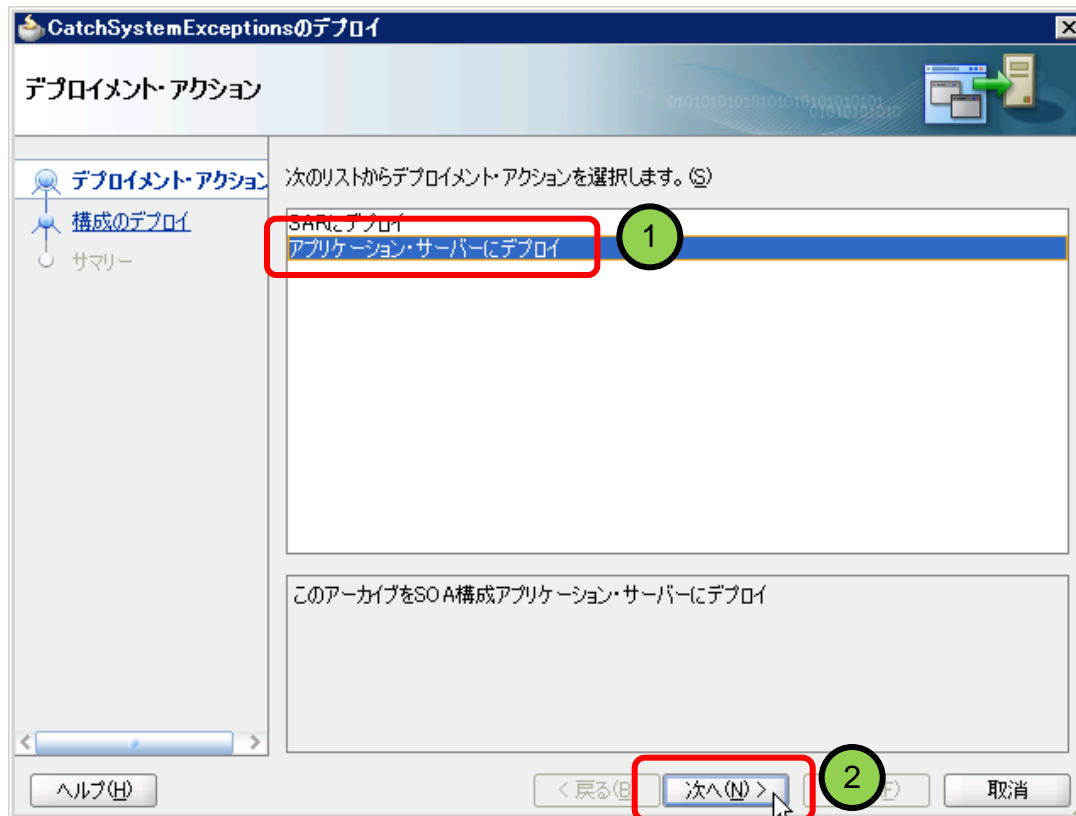 CatchSystemExceptionsのデプロイ
デプロイメント・アクション
デプロイメント・アクション
構成のデプロイ
サマリー
次のリストからデプロイメント・アクションを選択します。(S)
SARにデプロイ
アプリケーション・サーバーにデプロイ
1
このアーカイブをSOA構成アプリケーション・サーバーにデプロイ
ヘルプ(H)
< 戻る(B
次へ(N) >
2
取消